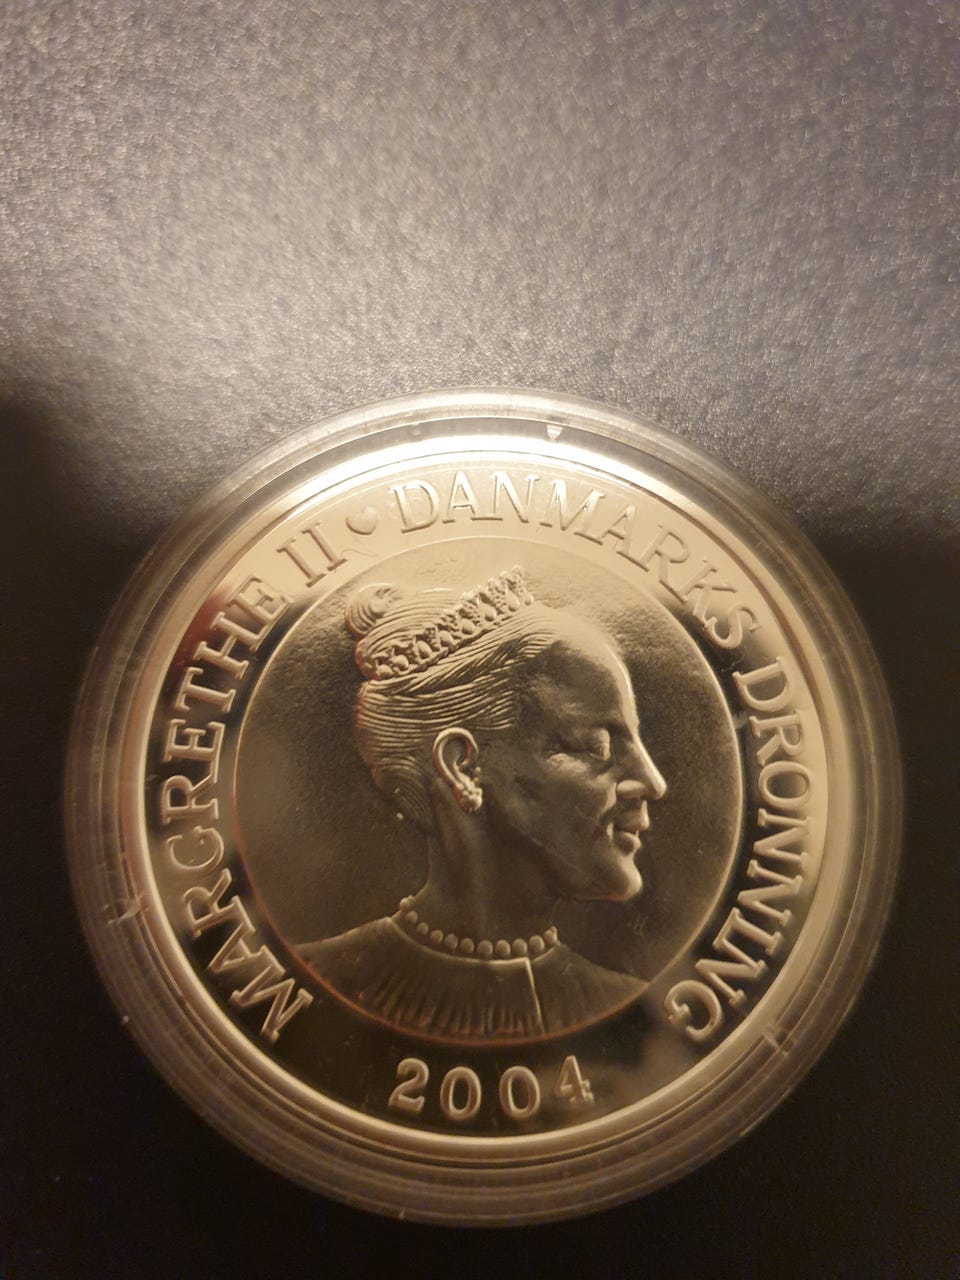 MARGRETHE II ♥ DANMARKS DRONNING
2004